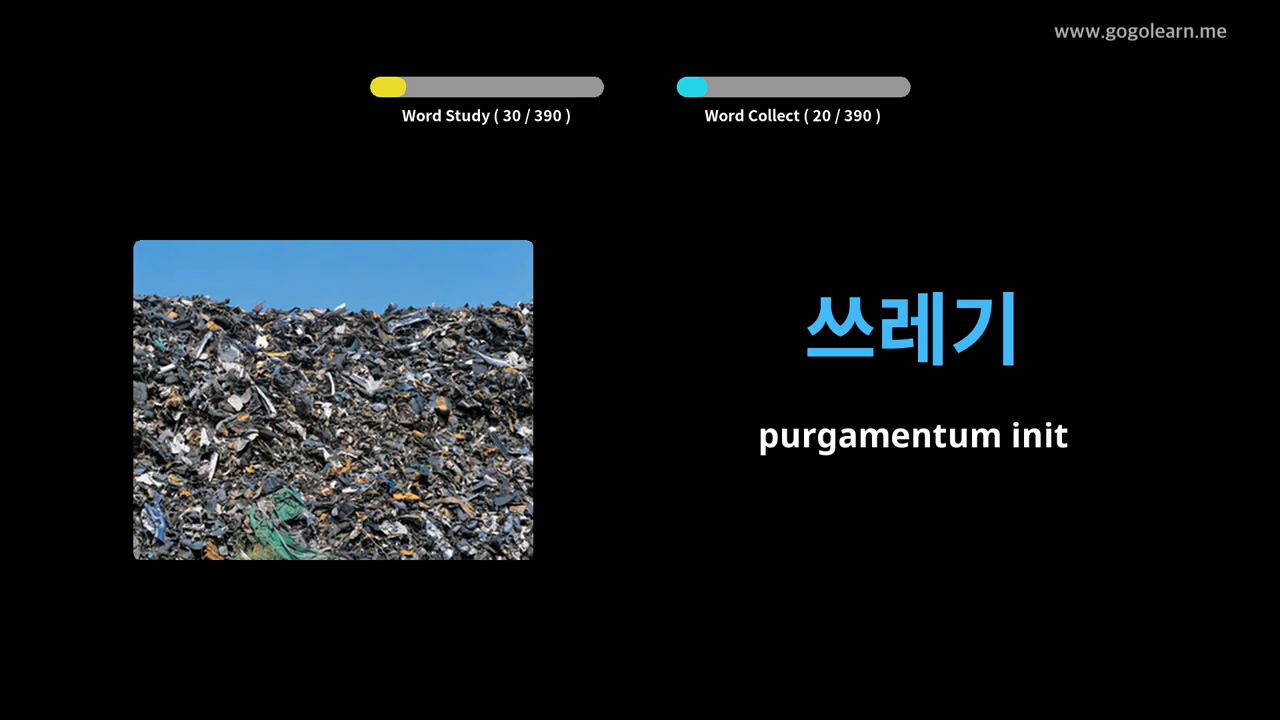 www.gogolearn.me
Word Study ( 30 / 390 )
Word Collect ( 20 / 390 )
쓰레기
purgamentum init